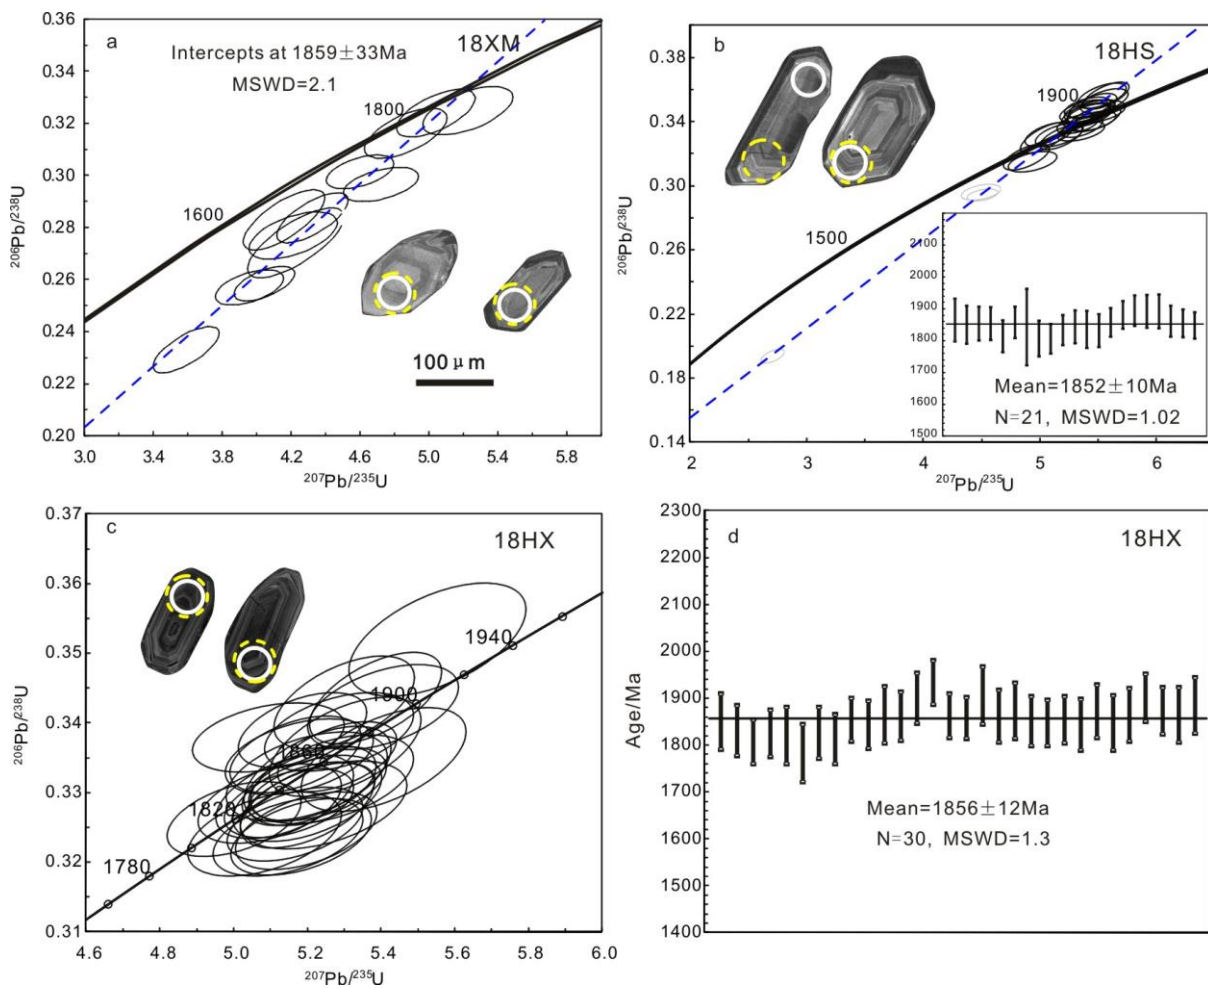 a
18XM
Intercepts at 1859±33Ma
MSWD=2.1
0.36
0.34
0.32
0.30
0.28
0.26
0.24
0.22
0.20
²⁰⁶Pb/²³⁸U
1800
1600
100 μm
3.0 3.4 3.8 4.2 4.6 5.0 5.4 5.8
²⁰⁷Pb/²³⁵U
b
18HS
0.38
0.34
0.30
0.26
0.22
0.18
0.14
²⁰⁶Pb/²³⁸U
1900
1500
2100
2000
1900
1800
1700
1600
1500
Mean=1852±10Ma
N=21, MSWD=1.02
2 3 4 5 6
²⁰⁷Pb/²³⁵U
c
18HX
0.37
0.36
0.35
0.34
0.33
0.32
0.31
²⁰⁶Pb/²³⁸U
1940
1900
1860
1820
1780
4.6 4.8 5.0 5.2 5.4 5.6 5.8 6.0
²⁰⁷Pb/²³⁵U
d
18HX
2300
2200
2100
2000
1900
1800
1700
1600
1500
1400
Age/Ma
Mean=1856±12Ma
N=30, MSWD=1.3